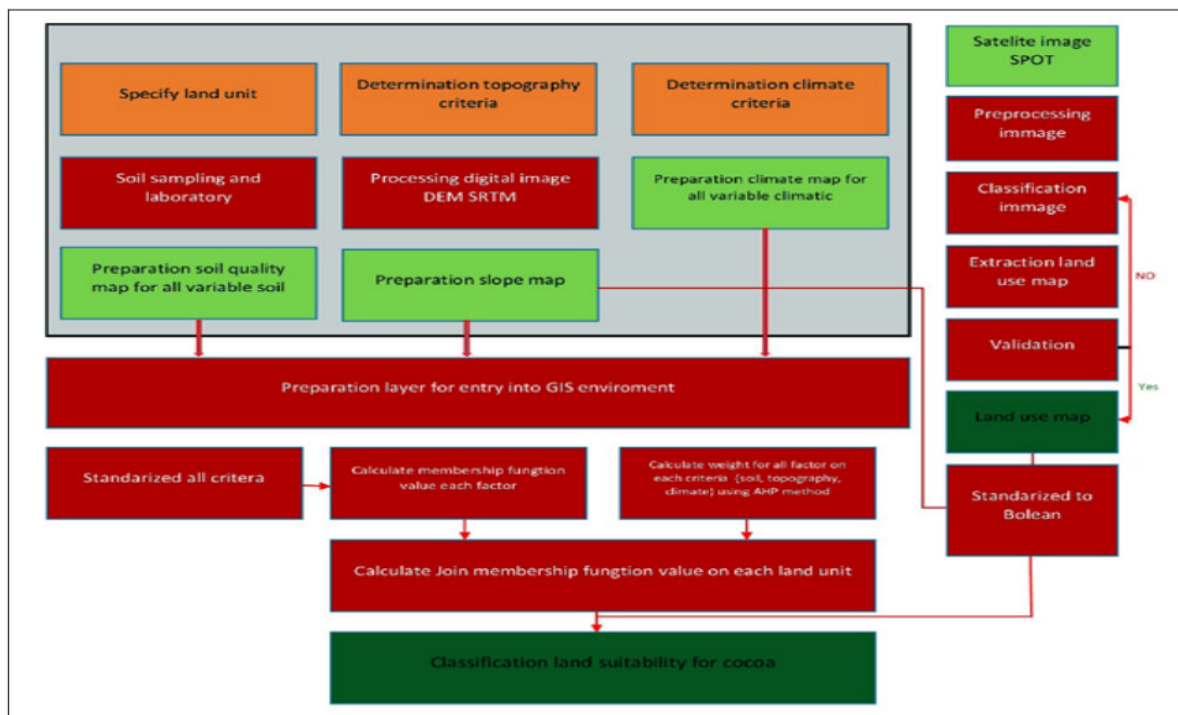 Specify land unit
Determination topography
criteria
Determination climate
criteria
Satelite image
SPOT
Soil sampling and
laboratory
Processing digital image
DEM SRTM
Preparation climate map for
all variable climatic
Preprocessing
immage
Classification
immage
Preparation soil quality
map for all variable soil
Preparation slope map
Extraction land
use map
NO
Validation
Yes
Land use map
Preparation layer for entry into GIS enviroment
Standarized all critera
Calculate membership fungtion
value each factor
Calculate weight for all factor on
each criteria (soil, topography,
climate) using AHP method
Standarized to
Bolean
Calculate Join membership fungtion value on each land unit
Classification land suitability for cocoa